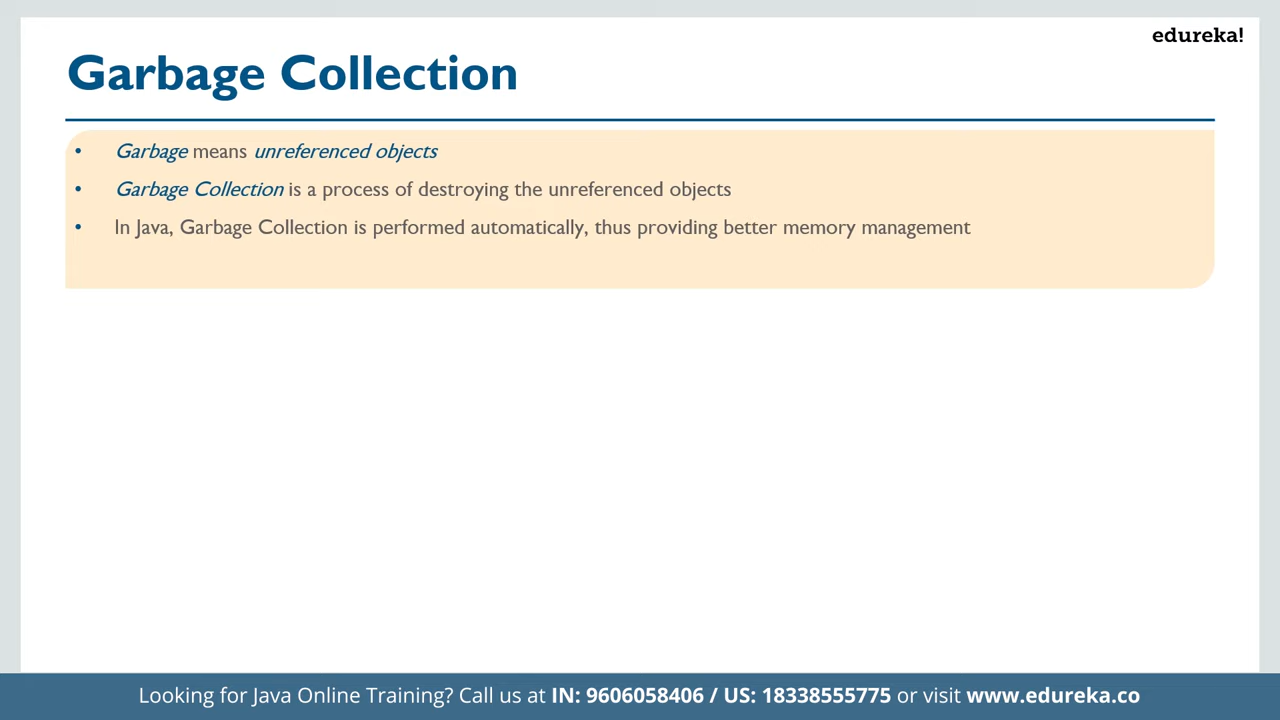 edureka!
Garbage Collection
• Garbage means unreferenced objects
• Garbage Collection is a process of destroying the unreferenced objects
• In Java, Garbage Collection is performed automatically, thus providing better memory management
Looking for Java Online Training? Call us at IN: 9606058406 / US: 18338555775 or visit www.edureka.co